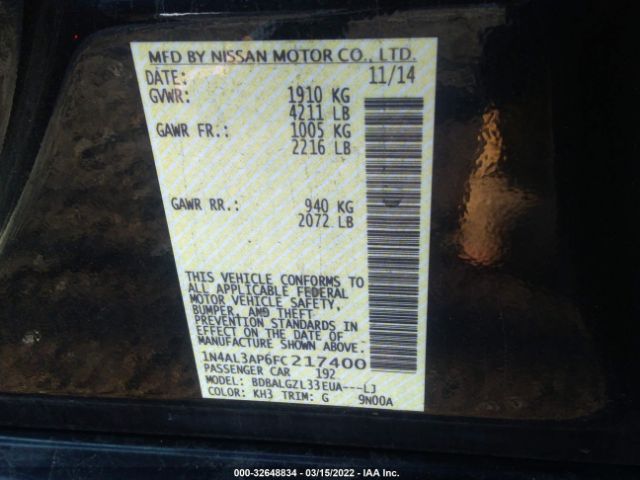 MFD BY NISSAN MOTOR CO., LTD.
DATE: 11/14
GVWR: 1910 KG
4211 LB
GAWR FR.: 1005 KG
2216 LB
GAWR RR.: 940 KG
2072 LB
THIS VEHICLE CONFORMS TO
ALL APPLICABLE FEDERAL
MOTOR VEHICLE SAFETY,
BUMPER, AND THEFT
PREVENTION STANDARDS IN
EFFECT ON THE DATE OF
MANUFACTURE SHOWN ABOVE.
1N4AL3AP6FC217400
PASSENGER CAR 192
MODEL: BDBALGZL33EUA---LJ
COLOR: KH3 TRIM: G 9N00A
000-32648834 - 03/15/2022 - IAA Inc.